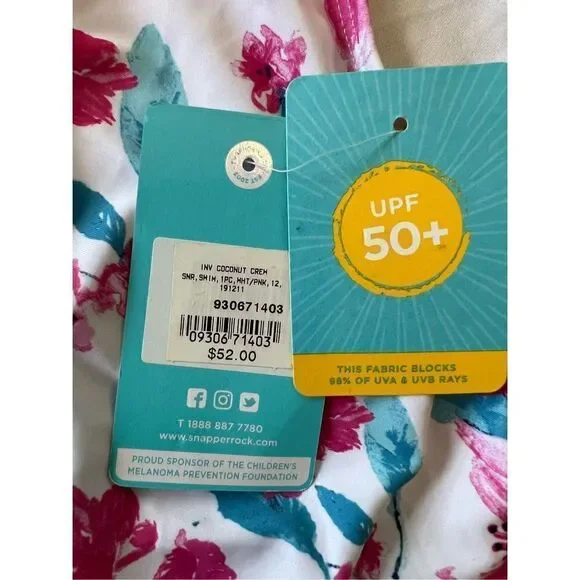 EST 2007
INV COCONUT CREM
SNR,SWIM,1PC,WHT/PNK,12,
191211
930671403
09306 71403
$52.00
T 1888 887 7780
www.snapperrock.com
PROUD SPONSOR OF THE CHILDREN'S
MELANOMA PREVENTION FOUNDATION
UPF
50+
THIS FABRIC BLOCKS
98% OF UVA & UVB RAYS